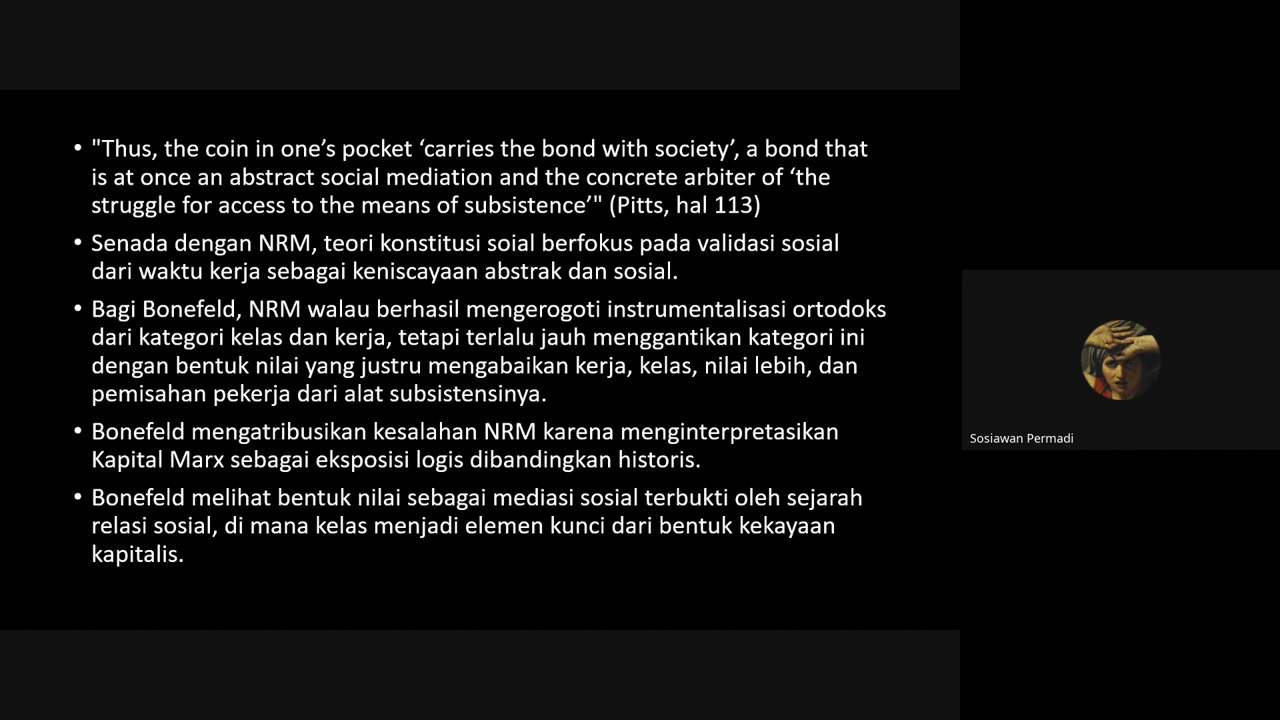 • "Thus, the coin in one’s pocket ‘carries the bond with society’, a bond that
is at once an abstract social mediation and the concrete arbiter of ‘the
struggle for access to the means of subsistence’" (Pitts, hal 113)
• Senada dengan NRM, teori konstitusi soial berfokus pada validasi sosial
dari waktu kerja sebagai keniscayaan abstrak dan sosial.
• Bagi Bonefeld, NRM walau berhasil mengerogoti instrumentalisasi ortodoks
dari kategori kelas dan kerja, tetapi terlalu jauh menggantikan kategori ini
dengan bentuk nilai yang justru mengabaikan kerja, kelas, nilai lebih, dan
pemisahan pekerja dari alat subsistensinya.
• Bonefeld mengatribusikan kesalahan NRM karena menginterpretasikan
Kapital Marx sebagai eksposisi logis dibandingkan historis.
• Bonefeld melihat bentuk nilai sebagai mediasi sosial terbukti oleh sejarah
relasi sosial, di mana kelas menjadi elemen kunci dari bentuk kekayaan
kapitalis.
Sosiawan Permadi